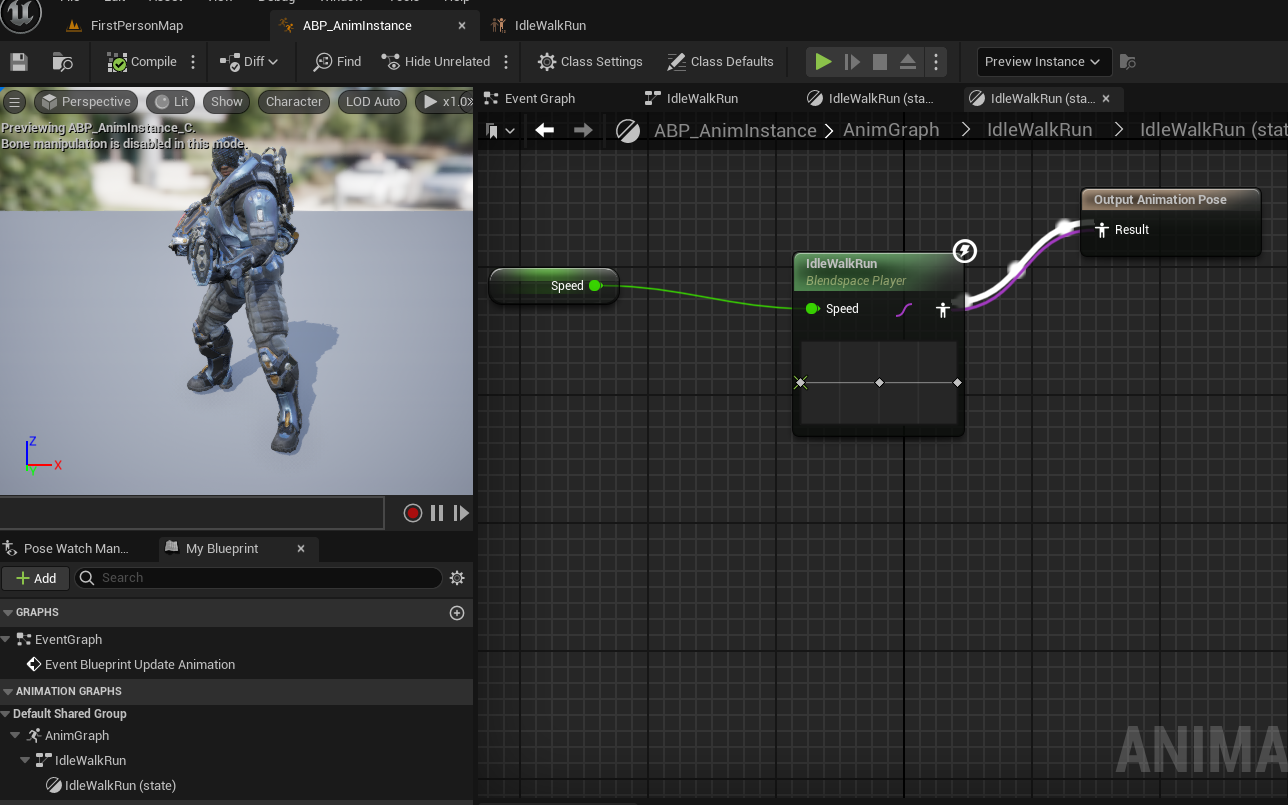 FirstPersonMap
ABP_AnimInstance
IdleWalkRun
Compile
Diff
Find
Hide Unrelated
Class Settings
Class Defaults
Preview Instance
Perspective
Lit
Show
Character
LOD Auto
x1.0
Previewing ABP_AnimInstance_C.
Bone manipulation is disabled in this mode.
Z
X
Event Graph
IdleWalkRun
IdleWalkRun (sta...
IdleWalkRun (sta...
ABP_AnimInstance > AnimGraph > IdleWalkRun > IdleWalkRun (stat
Output Animation Pose
Result
Speed
IdleWalkRun
Blendspace Player
Speed
ANIMA
Pose Watch Man...
My Blueprint
Add
Search
GRAPHS
EventGraph
Event Blueprint Update Animation
ANIMATION GRAPHS
Default Shared Group
AnimGraph
IdleWalkRun
IdleWalkRun (state)